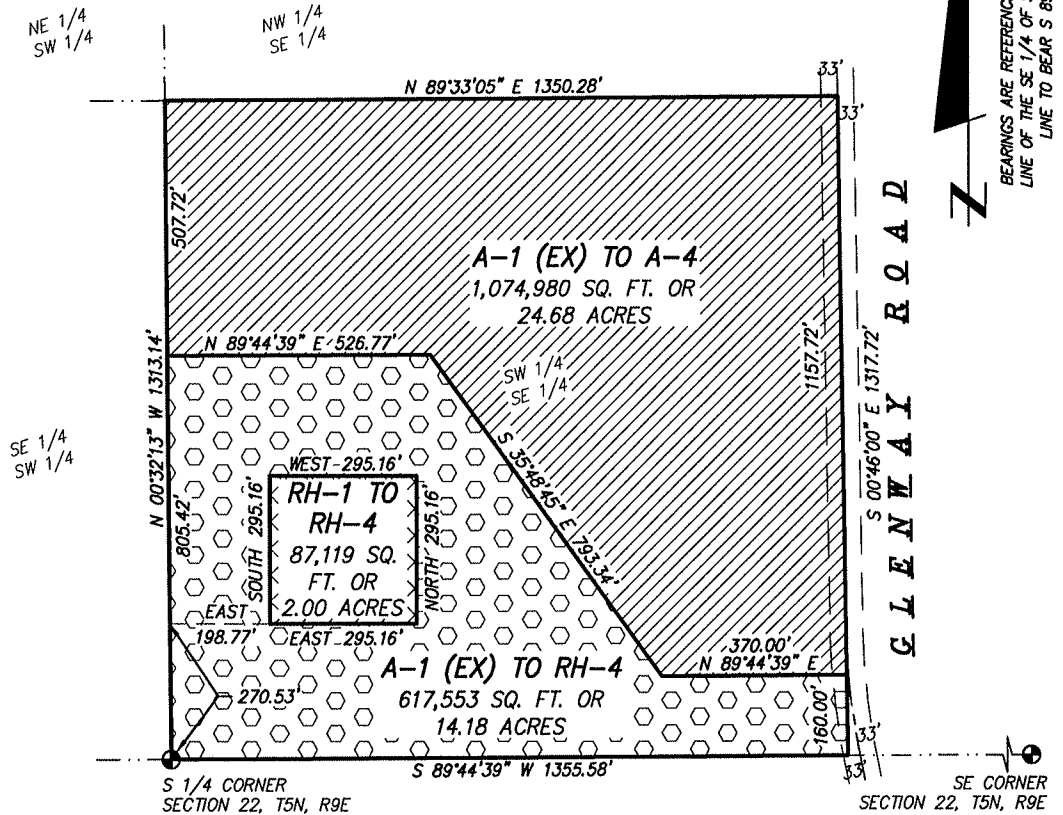 NE 1/4
SW 1/4
NW 1/4
SE 1/4
BEARINGS ARE REFERENC
LINE OF THE SE 1/4 OF
LINE TO BEAR S 89
N
33'
33'
N 89°33'05" E 1350.28'
507.72'
A-1 (EX) TO A-4
1,074,980 SQ. FT. OR
24.68 ACRES
N 89°44'39" E 526.77'
SW 1/4
SE 1/4
1157.72'
S 00°46'00" E 1317.72'
GLENWAY ROAD
N 00°32'13" W 1313.14'
SE 1/4
SW 1/4
S 35°48'45" E 793.34'
WEST 295.16'
RH-1 TO
RH-4
87,119 SQ.
FT. OR
2.00 ACRES
SOUTH 295.16'
NORTH 295.16'
805.42'
EAST
198.77'
EAST 295.16'
270.53'
A-1 (EX) TO RH-4
617,553 SQ. FT. OR
14.18 ACRES
370.00'
N 89°44'39" E
160.00'
33'
33'
S 89°44'39" W 1355.58'
S 1/4 CORNER
SECTION 22, T5N, R9E
SE CORNER
SECTION 22, T5N, R9E